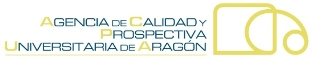 AGENCIA DE CALIDAD Y
PROSPECTIVA
UNIVERSITARIA DE ARAGÓN